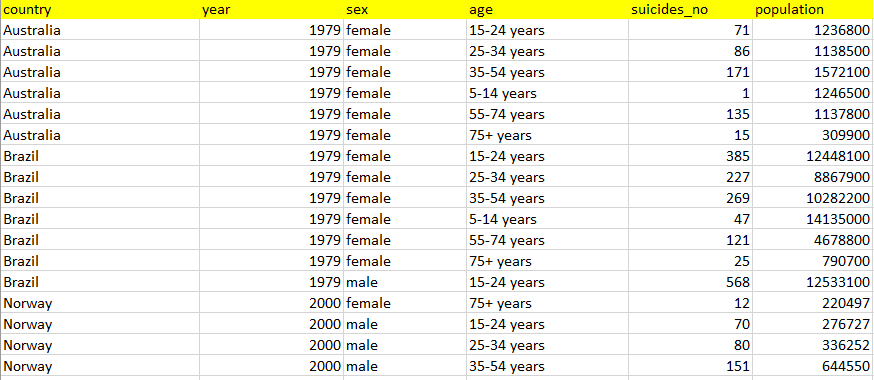 country year sex age suicides_no population
Australia 1979 female 15-24 years 71 1236800
Australia 1979 female 25-34 years 86 1138500
Australia 1979 female 35-54 years 171 1572100
Australia 1979 female 5-14 years 1 1246500
Australia 1979 female 55-74 years 135 1137800
Australia 1979 female 75+ years 15 309900
Brazil 1979 female 15-24 years 385 12448100
Brazil 1979 female 25-34 years 227 8867900
Brazil 1979 female 35-54 years 269 10282200
Brazil 1979 female 5-14 years 47 14135000
Brazil 1979 female 55-74 years 121 4678800
Brazil 1979 female 75+ years 25 790700
Brazil 1979 male 15-24 years 568 12533100
Norway 2000 female 75+ years 12 220497
Norway 2000 male 15-24 years 70 276727
Norway 2000 male 25-34 years 80 336252
Norway 2000 male 35-54 years 151 644550